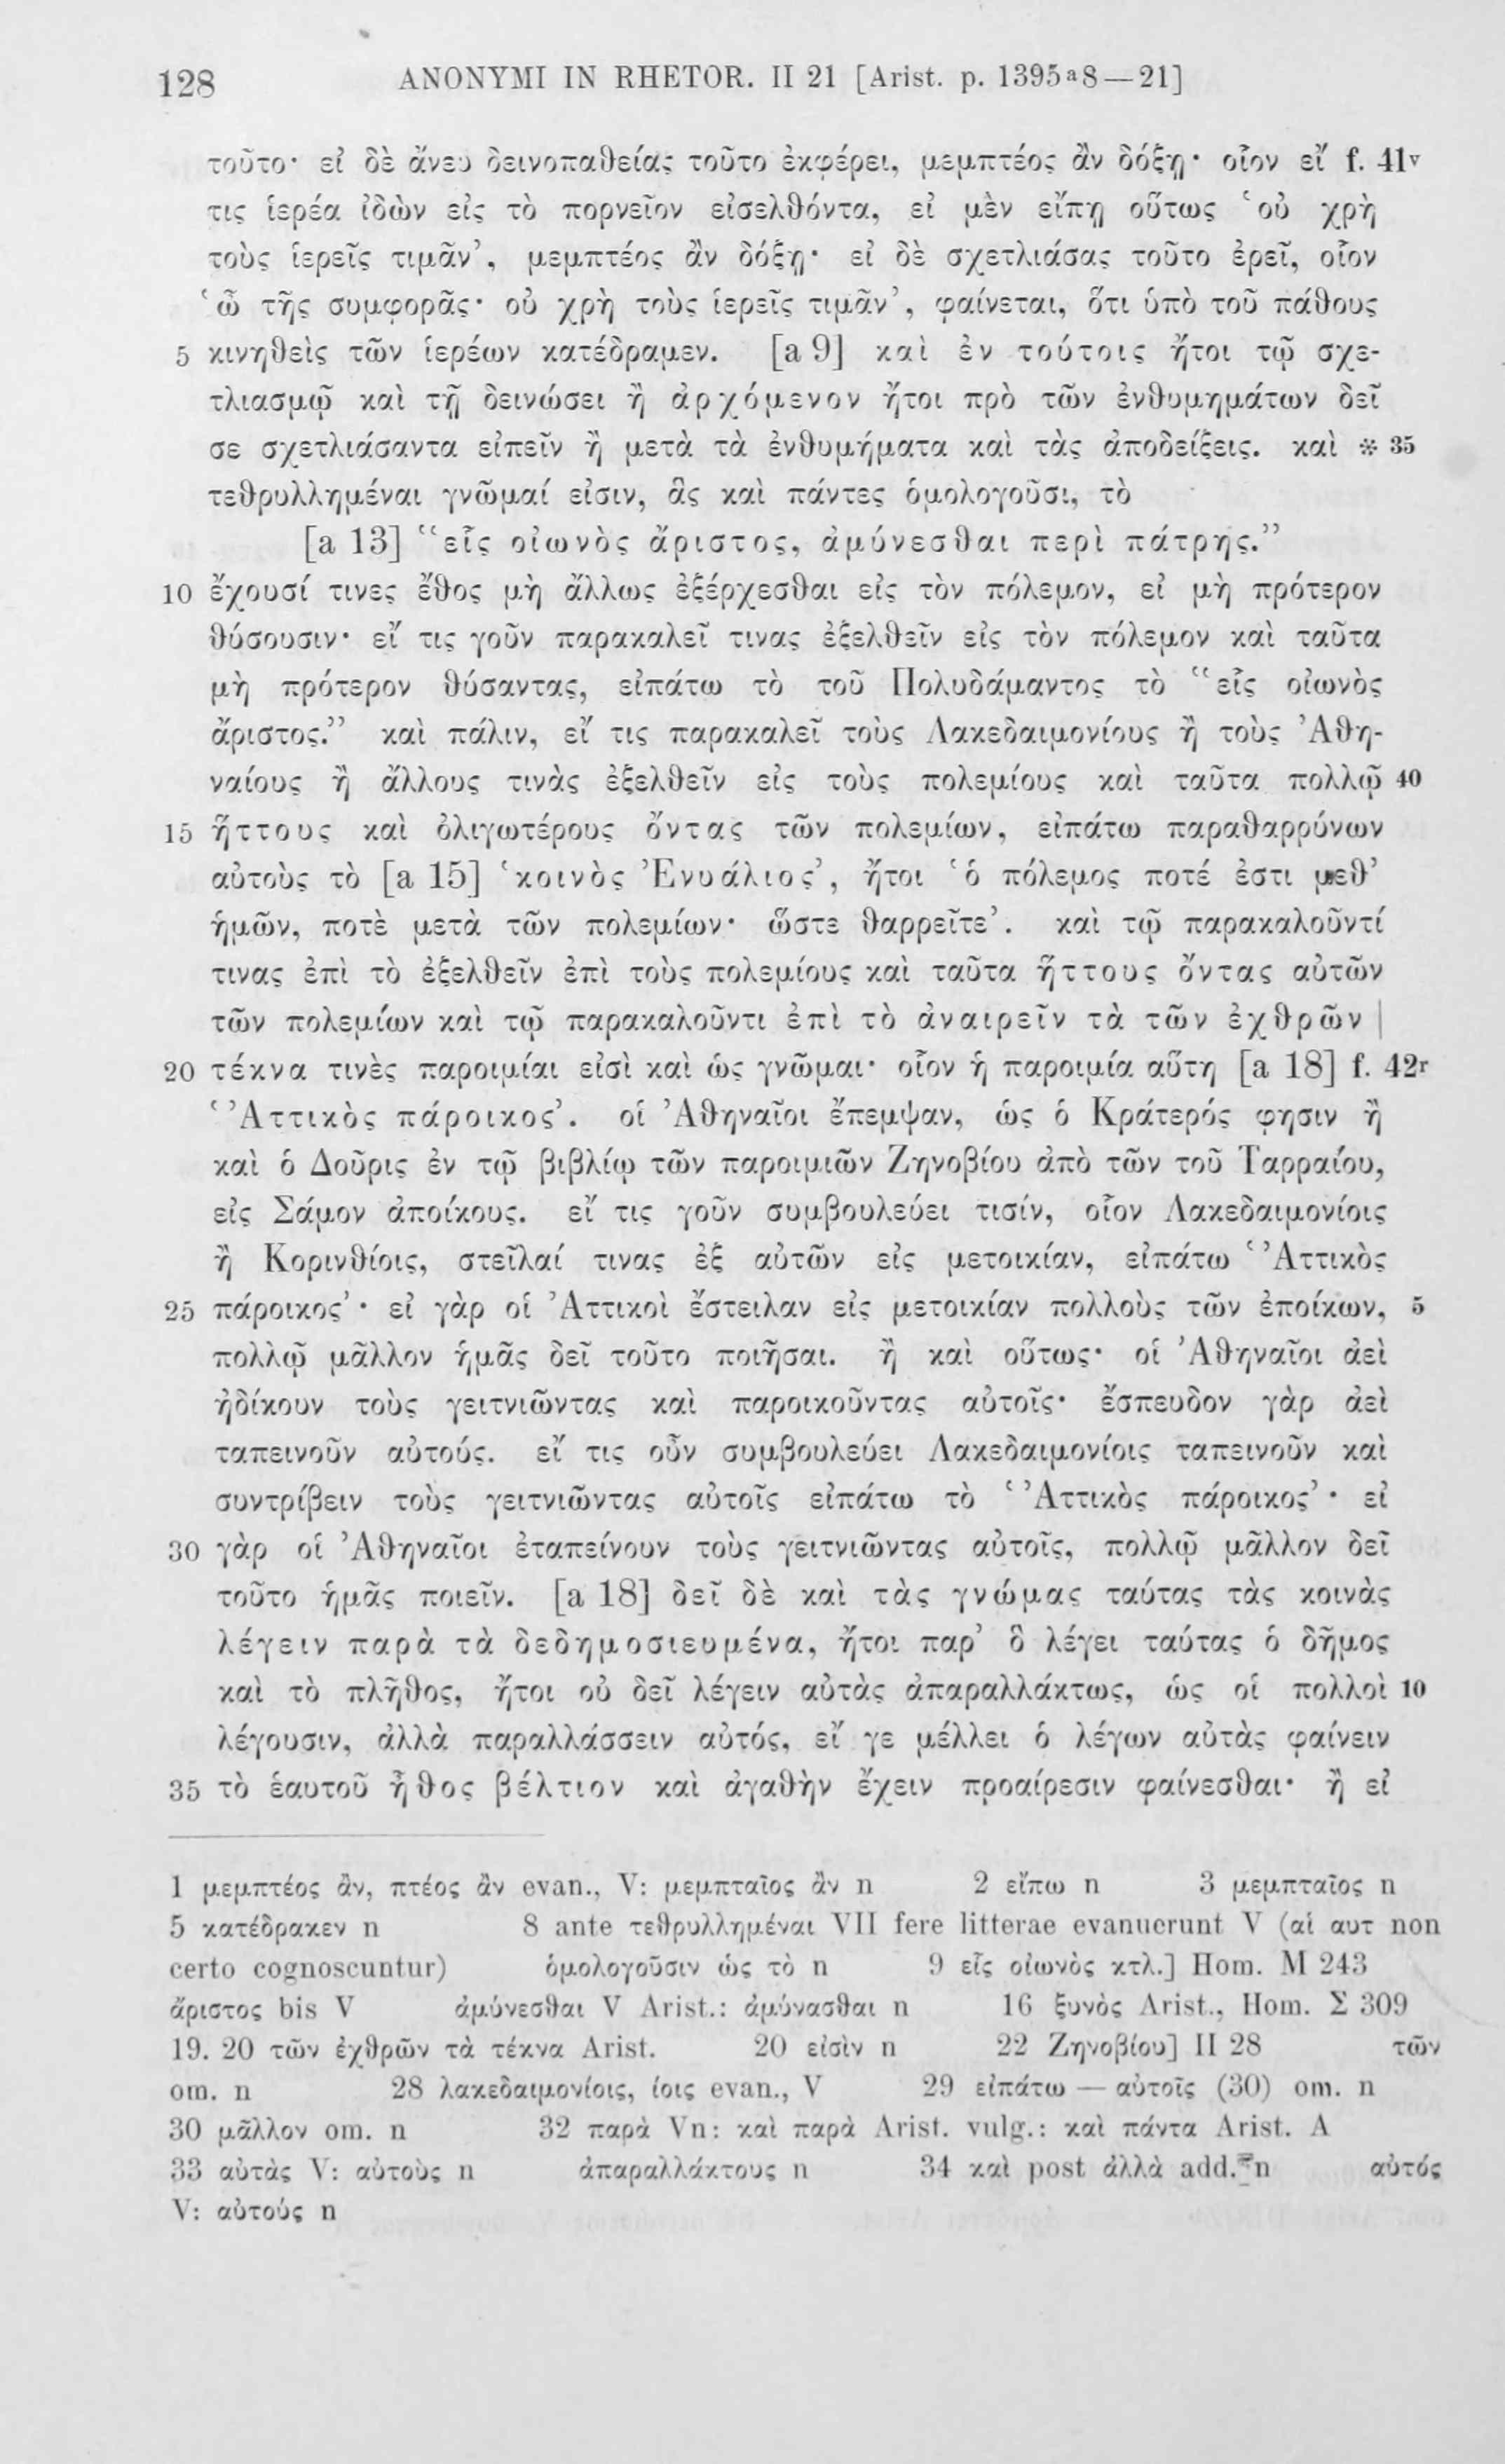 128 ANONYMI IN RHETOR. II 21 [Arist. p. 1395ᵃ8—21]
τοῦτο· εἰ δὲ ἄνευ δεινοπαθείας τοῦτο ἐκφέρει, μεμπτέος ἂν δόξῃ· οἷον εἴ f. 41ᵛ
τις ἱερέα ἰδὼν εἰς τὸ πορνεῖον εἰσελθόντα, εἰ μὲν εἴπῃ οὕτως ‘οὐ χρὴ
τοὺς ἱερεῖς τιμᾶν’, μεμπτέος ἂν δόξῃ· εἰ δὲ σχετλιάσας τοῦτο ἐρεῖ, οἷον
‘ὦ τῆς συμφορᾶς· οὐ χρὴ τοὺς ἱερεῖς τιμᾶν’, φαίνεται, ὅτι ὑπὸ τοῦ πάθους
5 κινηθεὶς τῶν ἱερέων κατέδραμεν. [a 9] καὶ ἐν τούτοις ἤτοι τῷ σχε-
τλιασμῷ καὶ τῇ δεινώσει ἢ ἀρχόμενον ἤτοι πρὸ τῶν ἐνθυμημάτων δεῖ
σε σχετλιάσαντα εἰπεῖν ἢ μετὰ τὰ ἐνθυμήματα καὶ τὰς ἀποδείξεις. καὶ * 35
τεθρυλλημέναι γνῶμαί εἰσιν, ἃς καὶ πάντες ὁμολογοῦσι, τὸ
[a 13] “εἷς οἰωνὸς ἄριστος, ἀμύνεσθαι περὶ πάτρης.”
10 ἔχουσί τινες ἔθος μὴ ἄλλως ἐξέρχεσθαι εἰς τὸν πόλεμον, εἰ μὴ πρότερον
θύσουσιν· εἴ τις γοῦν παρακαλεῖ τινας ἐξελθεῖν εἰς τὸν πόλεμον καὶ ταῦτα
μὴ πρότερον θύσαντας, εἰπάτω τὸ τοῦ Πολυδάμαντος τὸ “εἷς οἰωνὸς
ἄριστος.” καὶ πάλιν, εἴ τις παρακαλεῖ τοὺς Λακεδαιμονίους ἢ τοὺς Ἀθη-
ναίους ἢ ἄλλους τινὰς ἐξελθεῖν εἰς τοὺς πολεμίους καὶ ταῦτα πολλῷ 40
15 ἥττους καὶ ὀλιγωτέρους ὄντας τῶν πολεμίων, εἰπάτω παραθαρρύνων
αὐτοὺς τὸ [a 15] ‘κοινὸς Ἐνυάλιος’, ἤτοι ‘ὁ πόλεμος ποτέ ἐστι μεθ’
ἡμῶν, ποτὲ μετὰ τῶν πολεμίων· ὥστε θαρρεῖτε’. καὶ τῷ παρακαλοῦντί
τινας ἐπὶ τὸ ἐξελθεῖν ἐπὶ τοὺς πολεμίους καὶ ταῦτα ἥττους ὄντας αὐτῶν
τῶν πολεμίων καὶ τῷ παρακαλοῦντι ἐπὶ τὸ ἀναιρεῖν τὰ τῶν ἐχθρῶν |
20 τέκνα τινὲς παροιμίαι εἰσὶ καὶ ὡς γνῶμαι· οἷον ἡ παροιμία αὕτη [a 18] f. 42ʳ
‘Ἀττικὸς πάροικος’. οἱ Ἀθηναῖοι ἔπεμψαν, ὡς ὁ Κράτερός φησιν ἢ
καὶ ὁ Δοῦρις ἐν τῷ βιβλίῳ τῶν παροιμιῶν Ζηνοβίου ἀπὸ τῶν τοῦ Ταρραίου,
εἰς Σάμον ἀποίκους. εἴ τις γοῦν συμβουλεύει τισίν, οἷον Λακεδαιμονίοις
ἢ Κορινθίοις, στεῖλαί τινας ἐξ αὐτῶν εἰς μετοικίαν, εἰπάτω ‘Ἀττικὸς
25 πάροικος’· εἰ γὰρ οἱ Ἀττικοὶ ἔστειλαν εἰς μετοικίαν πολλοὺς τῶν ἐποίκων, 5
πολλῷ μᾶλλον ἡμᾶς δεῖ τοῦτο ποιῆσαι. ἢ καὶ οὕτως· οἱ Ἀθηναῖοι ἀεὶ
ἠδίκουν τοὺς γειτνιῶντας καὶ παροικοῦντας αὐτοῖς· ἔσπευδον γὰρ ἀεὶ
ταπεινοῦν αὐτούς. εἴ τις οὖν συμβουλεύει Λακεδαιμονίοις ταπεινοῦν καὶ
συντρίβειν τοὺς γειτνιῶντας αὐτοῖς εἰπάτω τὸ ‘Ἀττικὸς πάροικος’· εἰ
30 γὰρ οἱ Ἀθηναῖοι ἐταπείνουν τοὺς γειτνιῶντας αὐτοῖς, πολλῷ μᾶλλον δεῖ
τοῦτο ἡμᾶς ποιεῖν. [a 18] δεῖ δὲ καὶ τὰς γνώμας ταύτας τὰς κοινὰς
λέγειν παρὰ τὰ δεδημοσιευμένα, ἤτοι παρ’ ὃ λέγει ταύτας ὁ δῆμος
καὶ τὸ πλῆθος, ἤτοι οὐ δεῖ λέγειν αὐτὰς ἀπαραλλάκτως, ὡς οἱ πολλοὶ 10
λέγουσιν, ἀλλὰ παραλλάσσειν αὐτός, εἴ γε μέλλει ὁ λέγων αὐτὰς φαίνειν
35 τὸ ἑαυτοῦ ἦθος βέλτιον καὶ ἀγαθὴν ἔχειν προαίρεσιν φαίνεσθαι· ἢ εἰ
1 μεμπτέος ἂν, πτέος ἂν evan., V: μεμπταῖος ἂν n 2 εἴπω n 3 μεμπταῖος n
5 κατέδρακεν n 8 ante τεθρυλλημέναι VII fere litterae evanuerunt V (αἱ αυτ non
certo cognoscuntur) ὁμολογοῦσιν ὡς τὸ n 9 εἷς οἰωνὸς κτλ.] Hom. M 243
ἄριστος bis V ἀμύνεσθαι V Arist.: ἀμύνασθαι n 16 ξυνὸς Arist., Hom. Σ 309
19. 20 τῶν ἐχθρῶν τὰ τέκνα Arist. 20 εἰσὶν n 22 Ζηνοβίου] II 28 τῶν
om. n 28 λακεδαιμονίοις, ίοις evan., V 29 εἰπάτω — αὐτοῖς (30) om. n
30 μᾶλλον om. n 32 παρὰ Vn: καὶ παρὰ Arist. vulg.: καὶ πάντα Arist. A
33 αὐτὰς V: αὐτοὺς n ἀπαραλλάκτους n 34 καὶ post ἀλλὰ add. n αὐτός
V: αὐτούς n